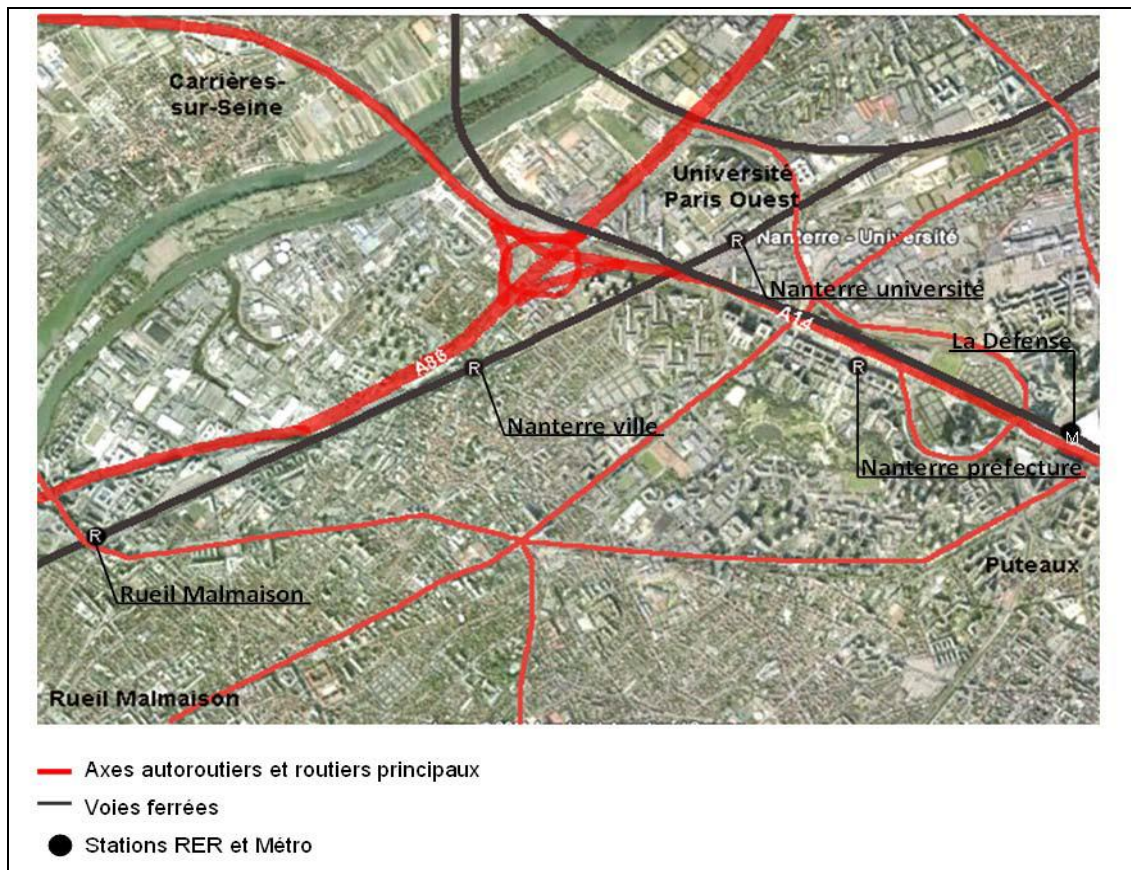 Carrières-
sur-Seine
Université
Paris Ouest
R
Nanterre - Université
Nanterre université
A14
La Défense
A86
R
R
Nanterre ville
M
Nanterre préfecture
R
Puteaux
Rueil Malmaison
Rueil Malmaison
Axes autoroutiers et routiers principaux
Voies ferrées
Stations RER et Métro